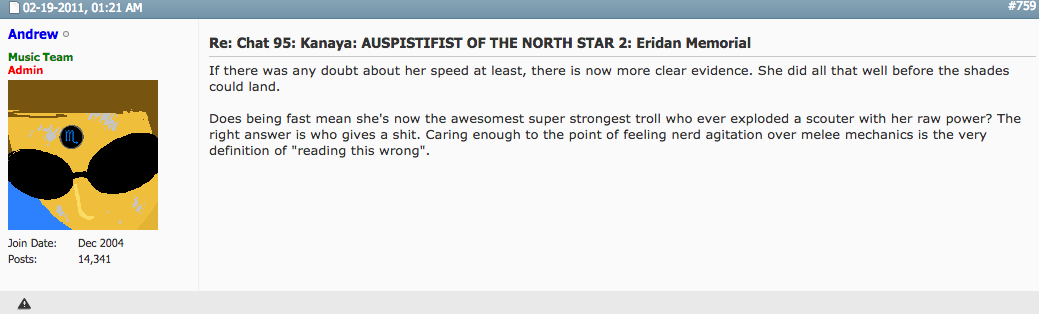 02-19-2011, 01:21 AM #759
Andrew
Music Team
Admin
♏
Join Date: Dec 2004
Posts: 14,341
Re: Chat 95: Kanaya: AUSPISTIFIST OF THE NORTH STAR 2: Eridan Memorial
If there was any doubt about her speed at least, there is now more clear evidence. She did all that well before the shades
could land.
Does being fast mean she's now the awesomest super strongest troll who ever exploded a scouter with her raw power? The
right answer is who gives a shit. Caring enough to the point of feeling nerd agitation over melee mechanics is the very
definition of "reading this wrong".